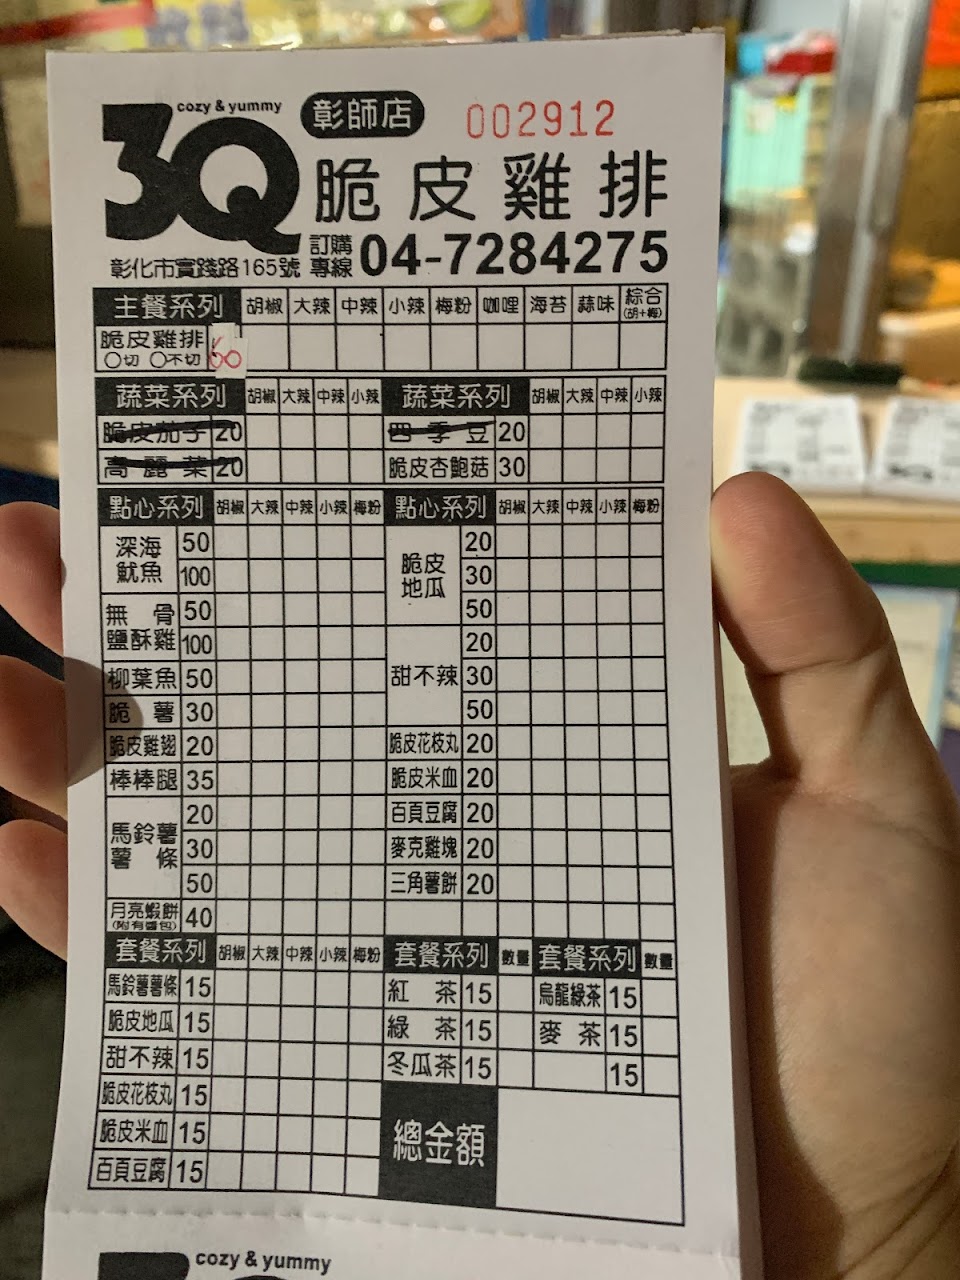 cozy & yummy
3Q 彰師店 002912
脆皮雞排
彰化市實踐路165號 訂購專線 04-7284275
主餐系列 胡椒 大辣 中辣 小辣 梅粉 咖哩 海苔 蒜味 綜合(胡+梅)
脆皮雞排 ○切 ○不切 60
蔬菜系列 胡椒 大辣 中辣 小辣 蔬菜系列 胡椒 大辣 中辣 小辣
脆皮茄子 20 四季豆 20
高麗菜 20 脆皮杏鮑菇 30
點心系列 胡椒 大辣 中辣 小辣 梅粉 點心系列 胡椒 大辣 中辣 小辣 梅粉
深海魷魚 50 脆皮地瓜 20
100 30
無骨鹽酥雞 50 50
100 甜不辣 20
柳葉魚 50 30
脆薯 30 50
脆皮雞翅 20 脆皮花枝丸 20
棒棒腿 35 脆皮米血 20
馬鈴薯薯條 20 百頁豆腐 20
30 麥克雞塊 20
50 三角薯餅 20
月亮蝦餅(附有醬包) 40
套餐系列 胡椒 大辣 中辣 小辣 梅粉 套餐系列 數量 套餐系列 數量
馬鈴薯薯條 15 紅茶 15 烏龍綠茶 15
脆皮地瓜 15 綠茶 15 麥茶 15
甜不辣 15 冬瓜茶 15 15
脆皮花枝丸 15
脆皮米血 15 總金額
百頁豆腐 15
cozy & yummy
3Q